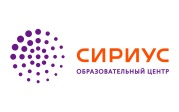 СИРИУС
ОБРАЗОВАТЕЛЬНЫЙ ЦЕНТР